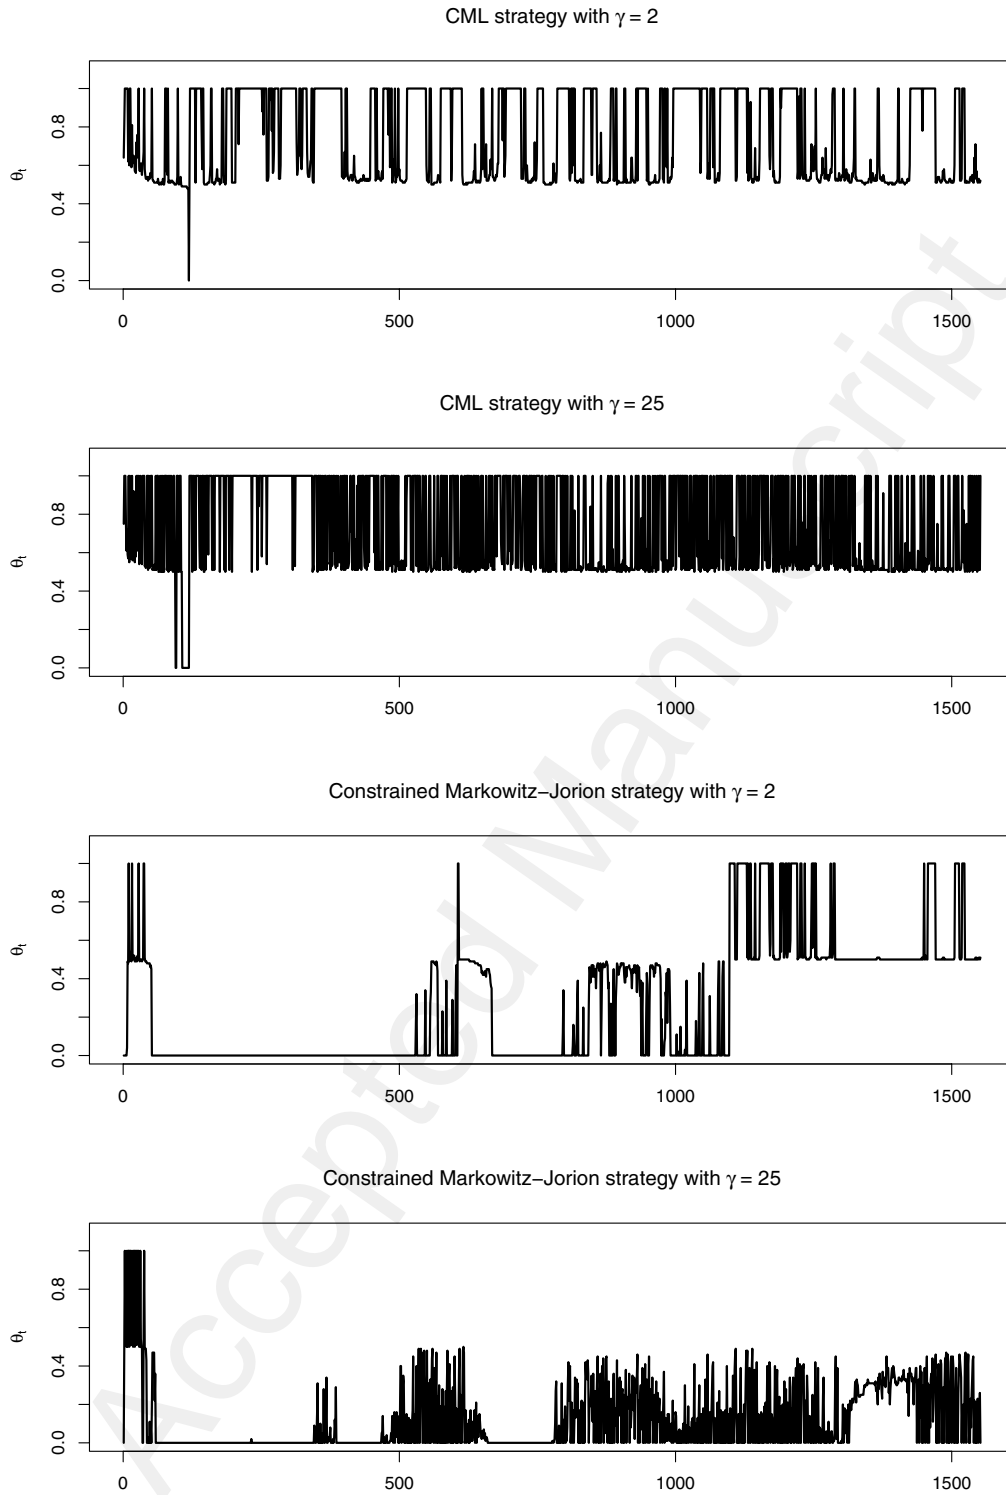 CML strategy with γ = 2
θt
0.0 0.4 0.8
0 500 1000 1500
CML strategy with γ = 25
θt
0.0 0.4 0.8
0 500 1000 1500
Constrained Markowitz–Jorion strategy with γ = 2
θt
0.0 0.4 0.8
0 500 1000 1500
Constrained Markowitz–Jorion strategy with γ = 25
θt
0.0 0.4 0.8
0 500 1000 1500
Accepted Manuscript